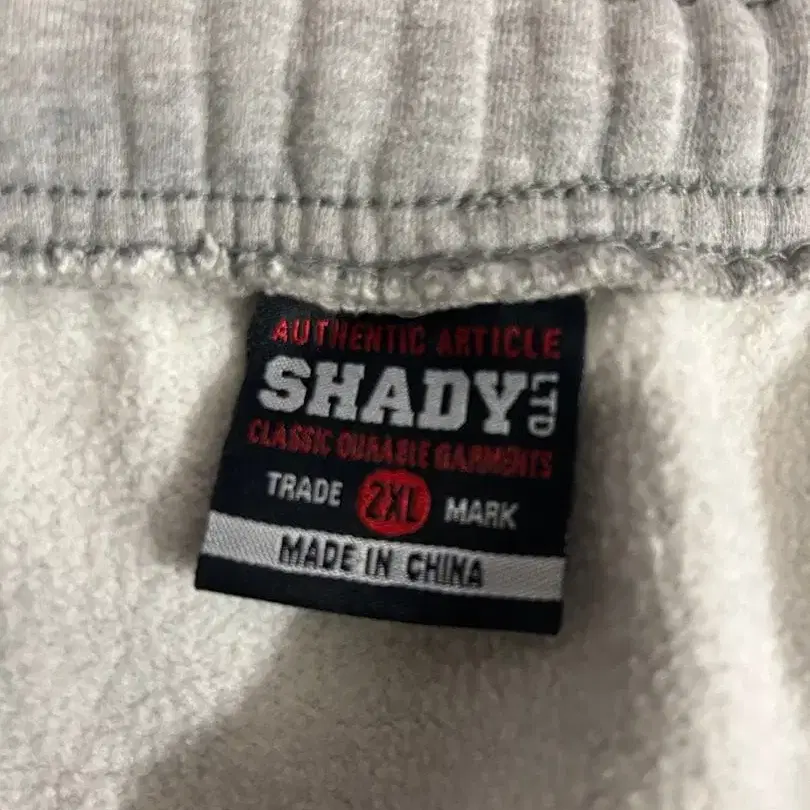 AUTHENTIC ARTICLE
SHADY LTD
CLASSIC DURABLE GARMENTS
TRADE 2XL MARK
MADE IN CHINA